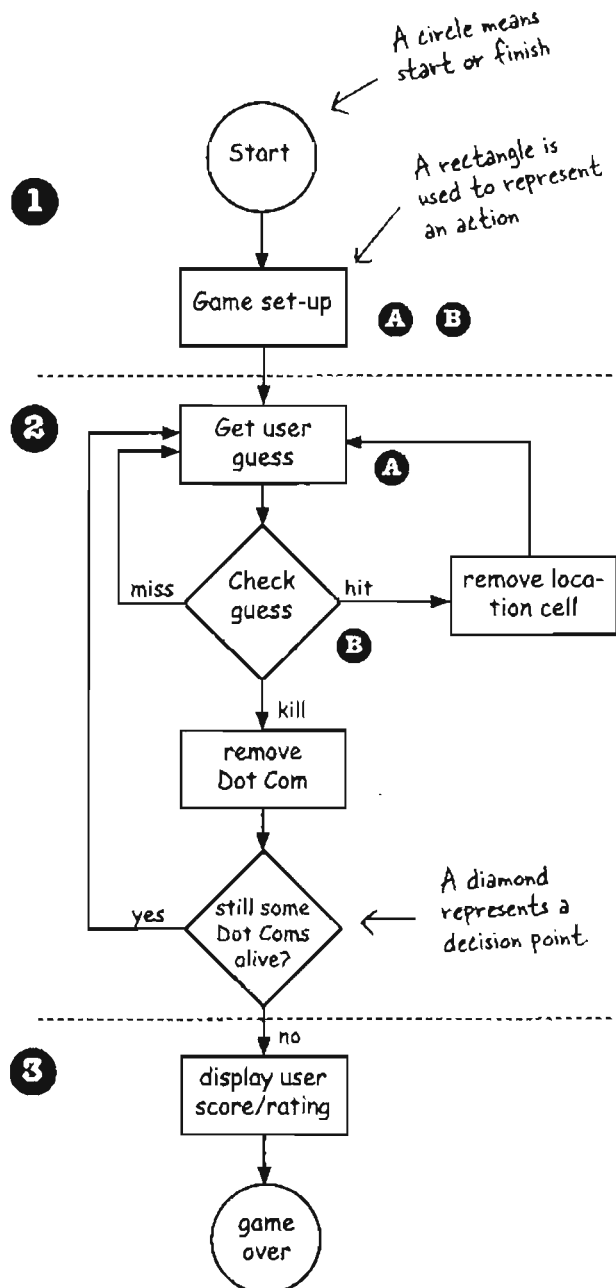 A circle means
start or finish
Start
A rectangle is
used to represent
an action
1
Game set-up
A B
2
Get user
guess
A
miss
Check
guess
hit
remove loca-
tion cell
B
kill
remove
Dot Com
yes
still some
Dot Coms
alive?
A diamond
represents a
decision point.
no
3
display user
score/rating
game
over